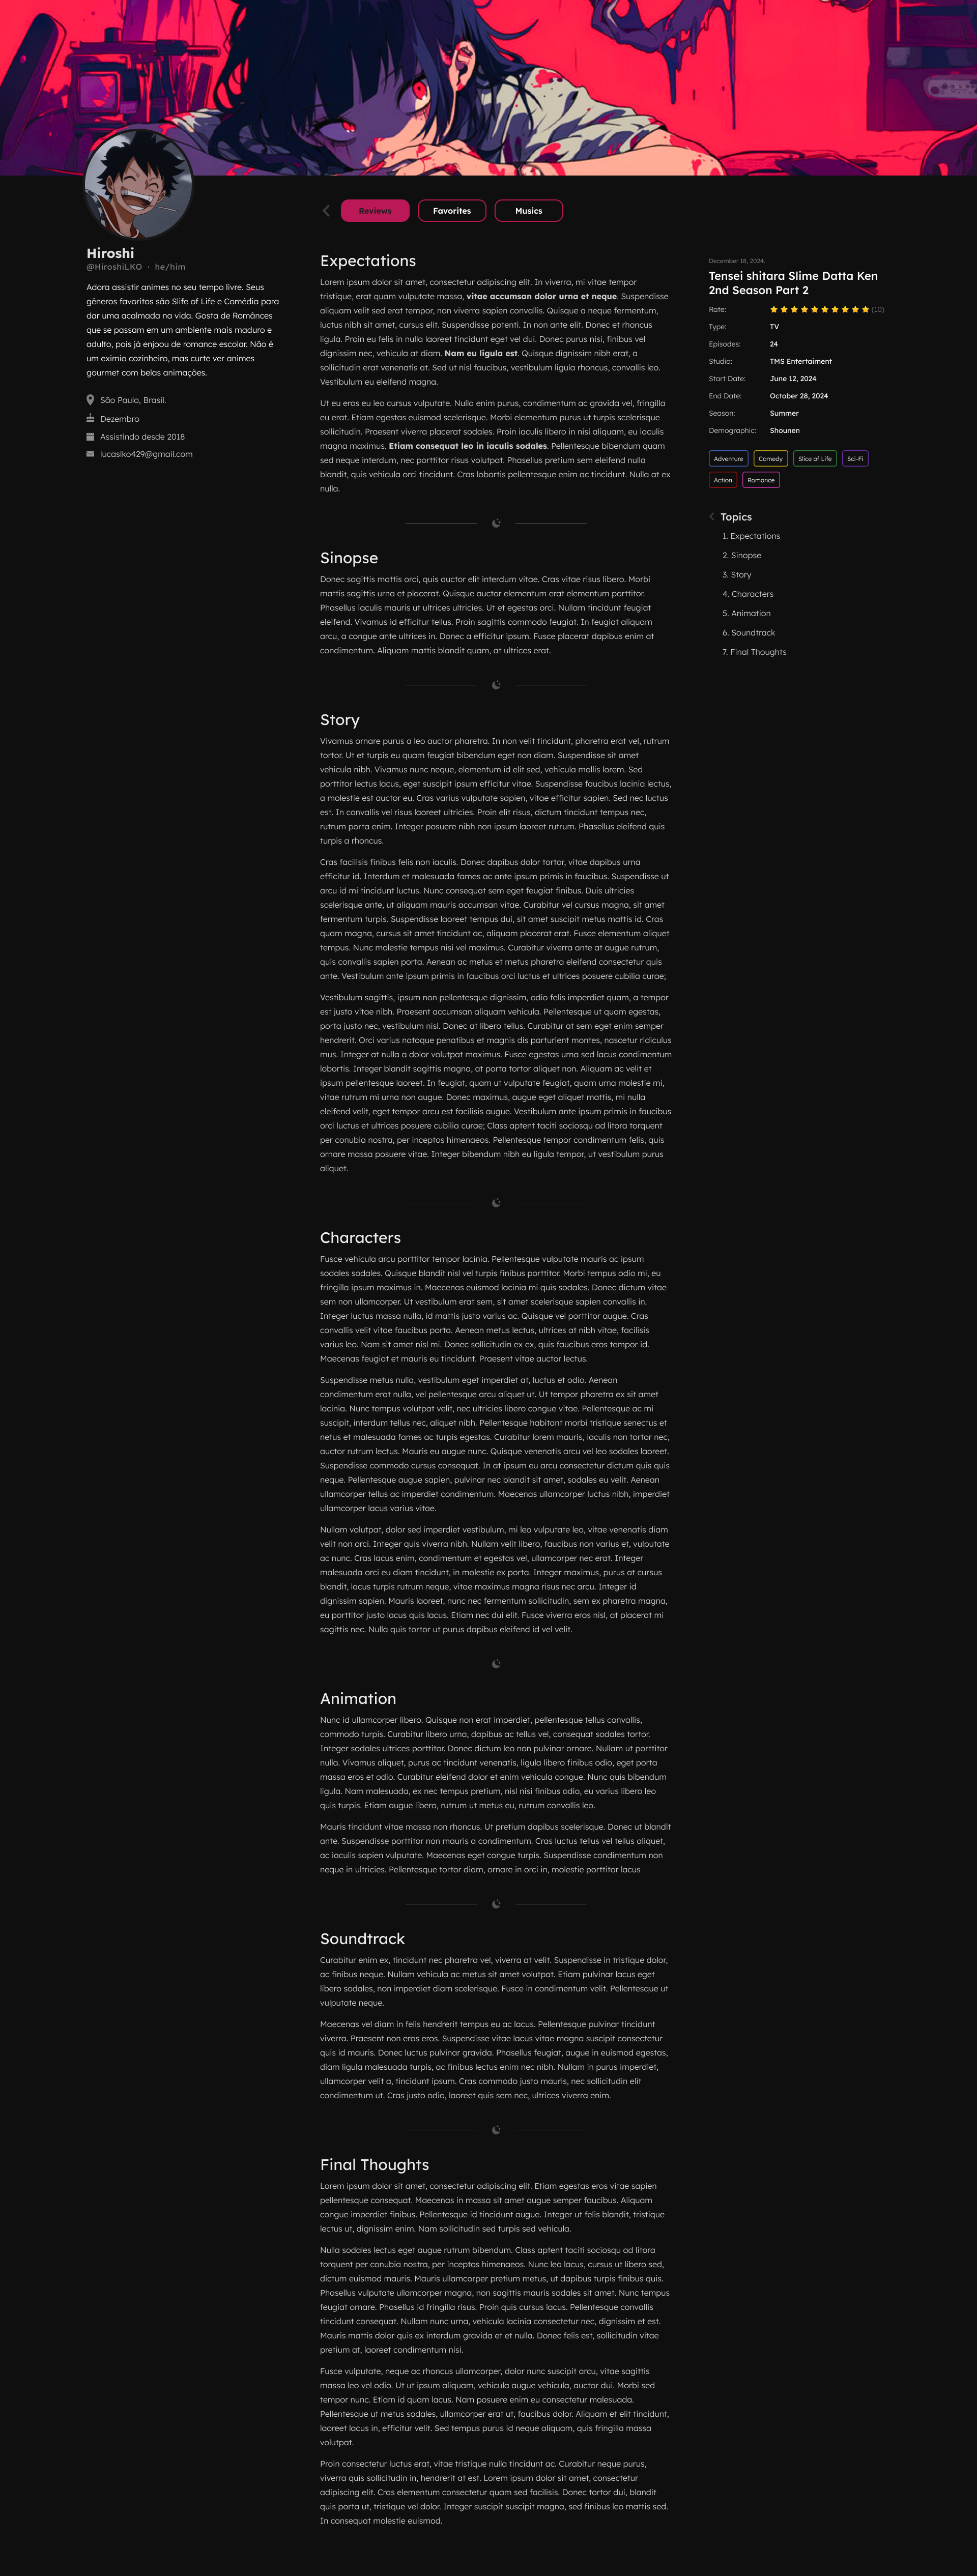 Hiroshi
@HiroshiLKO · he/him
Adora assistir animes no seu tempo livre. Seus
gêneros favoritos são Slife of Life e Comédia para
dar uma acalmada na vida. Gosta de Românces
que se passam em um ambiente mais maduro e
adulto, pois já enjoou de romance escolar. Não é
um eximio cozinheiro, mas curte ver animes
gourmet com belas animações.
São Paulo, Brasil.
Dezembro
Assistindo desde 2018
lucaslko429@gmail.com
Reviews
Favorites
Musics
Expectations
Lorem ipsum dolor sit amet, consectetur adipiscing elit. In viverra, mi vitae tempor
tristique, erat quam vulputate massa, vitae accumsan dolor urna et neque. Suspendisse
aliquam velit sed erat tempor, non viverra sapien convallis. Quisque a neque fermentum,
luctus nibh sit amet, cursus elit. Suspendisse potenti. In non ante elit. Donec et rhoncus
ligula. Proin eu felis in nulla laoreet tincidunt eget vel dui. Donec purus nisi, finibus vel
dignissim nec, vehicula at diam. Nam eu ligula est. Quisque dignissim nibh erat, a
sollicitudin erat venenatis at. Sed ut nisl faucibus, vestibulum ligula rhoncus, convallis leo.
Vestibulum eu eleifend magna.
Ut eu eros eu leo cursus vulputate. Nulla enim purus, condimentum ac gravida vel, fringilla
eu erat. Etiam egestas euismod scelerisque. Morbi elementum purus ut turpis scelerisque
sollicitudin. Praesent viverra placerat sodales. Proin iaculis libero in nisi aliquam, eu iaculis
magna maximus. Etiam consequat leo in iaculis sodales. Pellentesque bibendum quam
sed neque interdum, nec porttitor risus volutpat. Phasellus pretium sem eleifend nulla
blandit, quis varius orci tincidunt. Cras lobortis pellentesque enim ac tincidunt. Nulla at ex
nulla.
Sinopse
Donec sagittis mattis orci, quis auctor elit interdum vitae. Cras vitae risus libero. Morbi
mattis sagittis urna et placerat. Quisque auctor elementum erat elementum porttitor.
Phasellus iaculis mauris ut ultrices ultricies. Ut et egestas orci. Nullam tincidunt feugiat
eleifend. Vivamus id efficitur tellus. Proin sagittis commodo feugiat. In feugiat aliquam
arcu, a congue ante ultrices in. Donec a efficitur ipsum. Fusce placerat dapibus enim at
condimentum. Aliquam mattis blandit quam, at ultrices erat.
Story
Vivamus ornare purus a leo auctor pharetra. In non velit tincidunt, pharetra erat vel, rutrum
tortor. Ut et turpis eu quam feugiat bibendum eget non diam. Suspendisse sit amet
vehicula nibh. Vivamus nunc neque, elementum id elit sed, vehicula mollis lorem. Sed
porttitor lectus lacus, eget suscipit ipsum efficitur vitae. Suspendisse faucibus lacinia lectus,
a molestie est auctor eu. Cras varius vulputate sapien, vitae efficitur sapien. Sed nec luctus
est. In convallis vel risus laoreet ultricies. Proin elit risus, dictum tincidunt tempus nec,
rutrum porta enim. Integer posuere nibh non ipsum laoreet rutrum. Phasellus eleifend quis
turpis a rhoncus.
Cras facilisis finibus felis non iaculis. Donec dapibus dolor tortor, vitae dapibus urna
efficitur id. Interdum et malesuada fames ac ante ipsum primis in faucibus. Suspendisse ut
arcu id mi tincidunt luctus. Nunc consequat sem eget feugiat finibus. Duis ultricies
scelerisque ante, ut aliquam mauris accumsan vitae. Curabitur vel cursus magna, sit amet
fermentum turpis. Suspendisse laoreet tempus dui, sit amet suscipit metus mattis id. Cras
quam magna, cursus sit amet tincidunt ac, aliquam placerat erat. Fusce elementum aliquet
tempus. Nunc molestie tempus nisi vel maximus. Curabitur viverra ante at augue rutrum,
quis convallis sapien porta. Aenean ac metus et metus pharetra eleifend consectetur quis
ante. Vestibulum ante ipsum primis in faucibus orci luctus et ultrices posuere cubilia curae;
Vestibulum sagittis, ipsum non pellentesque dignissim, odio felis imperdiet quam, a tempor
est justo vitae nibh. Praesent accumsan aliquam vehicula. Pellentesque ut quam egestas,
porta justo nec, vestibulum nisl. Donec at libero tellus. Curabitur at sem eget enim semper
hendrerit. Orci varius natoque penatibus et magnis dis parturient montes, nascetur ridiculus
mus. Integer at nulla a dolor volutpat maximus. Fusce egestas urna sed lacus condimentum
lobortis. Integer blandit sagittis magna, at porta tortor aliquet non. Aliquam ac velit et
ipsum pellentesque laoreet. In feugiat, quam ut vulputate feugiat, quam urna molestie mi,
vitae rutrum mi urna non augue. Donec maximus, augue eget aliquet mattis, mi nulla
eleifend velit, eget tempor arcu est facilisis augue. Vestibulum ante ipsum primis in faucibus
orci luctus et ultrices posuere cubilia curae; Class aptent taciti sociosqu ad litora torquent
per conubia nostra, per inceptos himenaeos. Pellentesque tempor condimentum felis, quis
ornare massa posuere vitae. Integer bibendum nibh eu ligula tempor, ut vestibulum purus
aliquet.
Characters
Fusce vehicula arcu porttitor tempor lacinia. Pellentesque vulputate mauris ac ipsum
sodales sodales. Quisque blandit nisl vel turpis finibus porttitor. Morbi tempus odio mi, eu
fringilla ipsum maximus in. Maecenas euismod lacinia mi quis sodales. Donec dictum vitae
sem non ullamcorper. Ut vestibulum erat sem, sit amet scelerisque sapien convallis in.
Integer luctus massa nulla, id mattis justo varius ac. Quisque vel porttitor augue. Cras
convallis velit vitae faucibus porta. Aenean metus lectus, ultrices at nibh vitae, facilisis
varius leo. Nam sit amet nisl mi. Donec sollicitudin ex ex, quis faucibus eros tempor id.
Maecenas feugiat et mauris eu tincidunt. Praesent vitae auctor lectus.
Suspendisse metus nulla, vestibulum eget imperdiet at, luctus et odio. Aenean
condimentum erat nulla, vel pellentesque arcu aliquet ut. Ut tempor pharetra ex sit amet
lacinia. Nunc tempus volutpat velit, nec ultricies libero congue vitae. Pellentesque ac mi
suscipit, interdum tellus nec, aliquet nibh. Pellentesque habitant morbi tristique senectus et
netus et malesuada fames ac turpis egestas. Curabitur lorem mauris, iaculis non tortor nec,
auctor rutrum lectus. Mauris eu augue nunc. Quisque venenatis arcu vel leo sodales laoreet.
Suspendisse commodo cursus consequat. In at ipsum eu arcu consectetur dictum quis quis
neque. Pellentesque augue sapien, pulvinar nec blandit sit amet, sodales eu velit. Aenean
ullamcorper tellus ac imperdiet condimentum. Maecenas ullamcorper luctus nibh, imperdiet
ullamcorper lacus varius vitae.
Nullam volutpat, dolor sed imperdiet vestibulum, mi leo vulputate leo, vitae venenatis diam
velit non orci. Integer quis viverra nibh. Nullam velit libero, faucibus non varius et, vulputate
ac nunc. Cras lacus enim, condimentum et egestas vel, ullamcorper nec erat. Integer
malesuada orci eu diam tincidunt, in molestie ex porta. Integer maximus, purus at cursus
blandit, lacus turpis rutrum neque, vitae maximus magna risus nec arcu. Integer id
dignissim sapien. Mauris laoreet, nunc nec fermentum sollicitudin, sem ex pharetra magna,
eu porttitor justo lacus quis lacus. Etiam nec dui elit. Fusce viverra eros nisl, at placerat mi
sagittis nec. Nulla quis tortor ut purus dapibus eleifend id vel velit.
Animation
Nunc id ullamcorper libero. Quisque non erat imperdiet, pellentesque tellus convallis,
commodo turpis. Curabitur libero urna, dapibus ac tellus vel, consequat sodales tortor.
Integer sodales ultrices porttitor. Donec dictum leo non pulvinar ornare. Nullam ut porttitor
nulla. Vivamus aliquet, purus ac tincidunt venenatis, ligula libero finibus odio, eget porta
massa eros et odio. Curabitur eleifend dolor et enim vehicula congue. Nunc quis bibendum
ligula. Nam malesuada, ex nec tempus pretium, nisl nisi finibus odio, eu varius libero leo
quis turpis. Etiam augue libero, rutrum ut metus eu, rutrum convallis leo.
Mauris tincidunt vitae massa non rhoncus. Ut pretium dapibus scelerisque. Donec ut blandit
ante. Suspendisse porttitor non mauris a condimentum. Cras luctus tellus vel tellus aliquet,
ac iaculis sapien vulputate. Maecenas eget congue turpis. Suspendisse condimentum non
neque in ultricies. Pellentesque tortor diam, ornare in orci in, molestie porttitor lacus
Soundtrack
Curabitur enim ex, tincidunt nec pharetra vel, viverra at velit. Suspendisse in tristique dolor,
ac finibus neque. Nullam vehicula ac metus sit amet volutpat. Etiam pulvinar lacus eget
libero sodales, non imperdiet diam scelerisque. Fusce in condimentum velit. Pellentesque ut
vulputate neque.
Maecenas vel diam in felis hendrerit tempus eu ac lacus. Pellentesque pulvinar tincidunt
viverra. Praesent non eros eros. Suspendisse vitae lacus vitae magna suscipit consectetur
quis id mauris. Donec luctus pulvinar gravida. Phasellus feugiat, augue in euismod egestas,
diam ligula malesuada turpis, ac finibus lectus enim nec nibh. Nullam in purus imperdiet,
ullamcorper velit a, tincidunt ipsum. Cras commodo justo mauris, nec sollicitudin elit
condimentum ut. Cras justo odio, laoreet quis sem nec, ultrices viverra enim.
Final Thoughts
Lorem ipsum dolor sit amet, consectetur adipiscing elit. Etiam egestas eros vitae sapien
pellentesque consequat. Maecenas in massa sit amet augue semper faucibus. Aliquam
congue imperdiet finibus. Pellentesque id tincidunt augue. Integer ut felis blandit, tristique
lectus ut, dignissim enim. Nam sollicitudin sed turpis sed vehicula.
Nulla sodales lectus eget augue rutrum bibendum. Class aptent taciti sociosqu ad litora
torquent per conubia nostra, per inceptos himenaeos. Nunc leo lacus, cursus ut libero sed,
dictum euismod mauris. Mauris ullamcorper pretium metus, ut dapibus turpis finibus quis.
Phasellus vulputate ullamcorper magna, non sagittis mauris sodales sit amet. Nunc tempus
feugiat ornare. Phasellus id fringilla risus. Proin quis cursus lacus. Pellentesque convallis
tincidunt consequat. Nullam nunc urna, vehicula lacinia consectetur nec, dignissim et est.
Mauris mattis dolor quis ex interdum gravida et et nulla. Donec felis est, sollicitudin vitae
pretium at, laoreet condimentum nisi.
Fusce vulputate, neque ac rhoncus ullamcorper, dolor nunc suscipit arcu, vitae sagittis
massa leo vel odio. Ut ut ipsum aliquam, vehicula augue vehicula, auctor dui. Morbi sed
tempor nunc. Etiam id quam lacus. Nam posuere enim eu consectetur malesuada.
Pellentesque ut metus sodales, ullamcorper erat ut, faucibus dolor. Aliquam et elit tincidunt,
laoreet lacus in, efficitur velit. Sed tempus purus id neque aliquam, quis fringilla massa
volutpat.
Proin consectetur luctus erat, vitae tristique nulla tincidunt ac. Curabitur neque purus,
viverra quis sollicitudin in, hendrerit at est. Lorem ipsum dolor sit amet, consectetur
adipiscing elit. Cras elementum consectetur quam sed facilisis. Donec tortor dui, blandit
quis porta ut, tristique vel dolor. Integer suscipit suscipit magna, sed finibus leo mattis sed.
In consequat molestie euismod.
December 18, 2024.
Tensei shitara Slime Datta Ken
2nd Season Part 2
Rate: (10)
Type: TV
Episodes: 24
Studio: TMS Entertaiment
Start Date: June 12, 2024
End Date: October 28, 2024
Season: Summer
Demographic: Shounen
Adventure Comedy Slice of Life Sci-Fi
Action Romance
Topics
1. Expectations
2. Sinopse
3. Story
4. Characters
5. Animation
6. Soundtrack
7. Final Thoughts